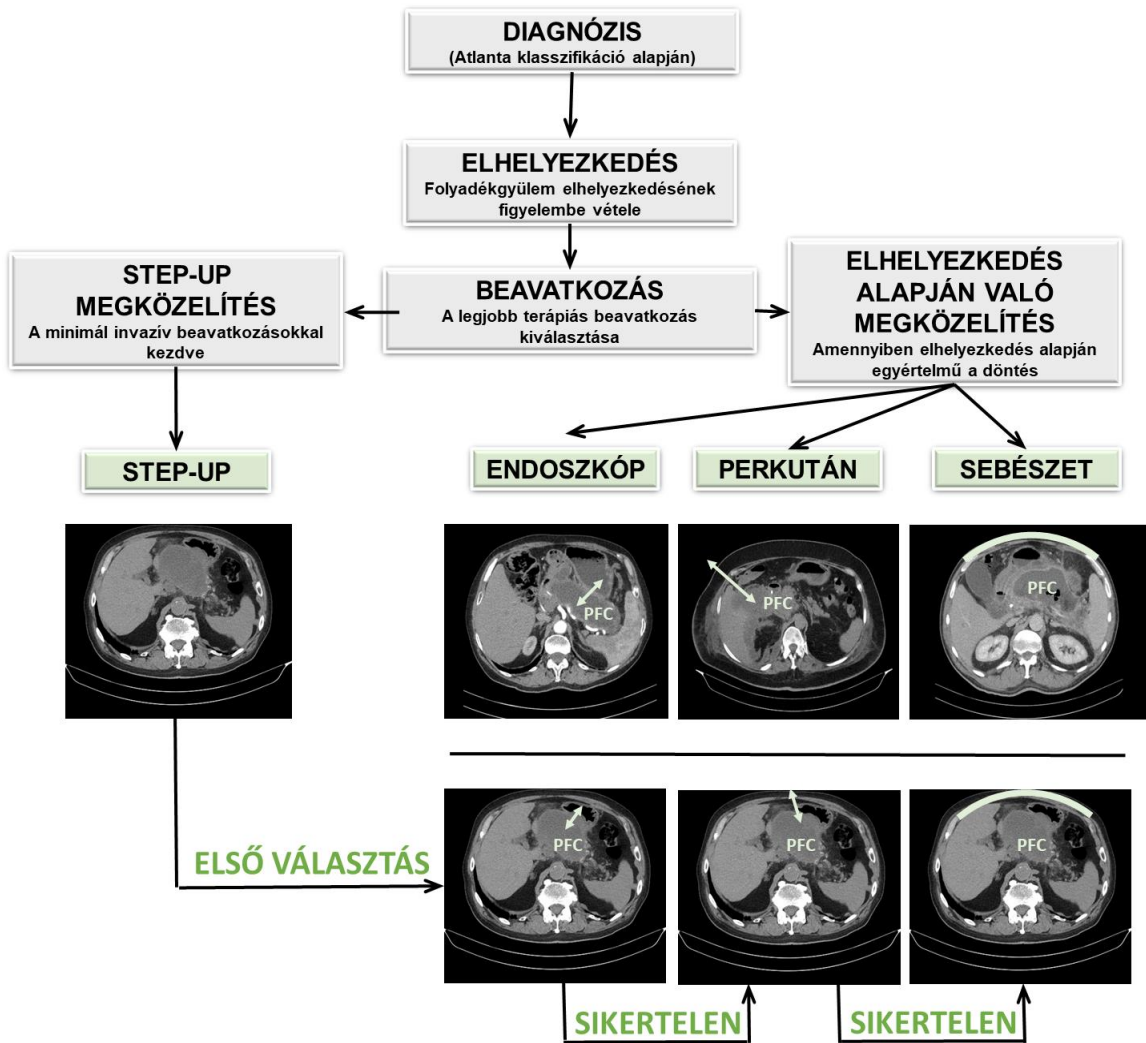 DIAGNÓZIS
(Atlanta klasszifikáció alapján)
ELHELYEZKEDÉS
Folyadékgyülem elhelyezkedésének
figyelembe vétele
STEP-UP
MEGKÖZELÍTÉS
A minimál invazív beavatkozásokkal
kezdve
BEAVATKOZÁS
A legjobb terápiás beavatkozás
kiválasztása
ELHELYEZKEDÉS
ALAPJÁN VALÓ
MEGKÖZELÍTÉS
Amennyiben elhelyezkedés alapján
egyértelmű a döntés
STEP-UP
ENDOSZKÓP
PERKUTÁN
SEBÉSZET
PFC
PFC
PFC
ELSŐ VÁLASZTÁS
PFC
PFC
PFC
SIKERTELEN
SIKERTELEN